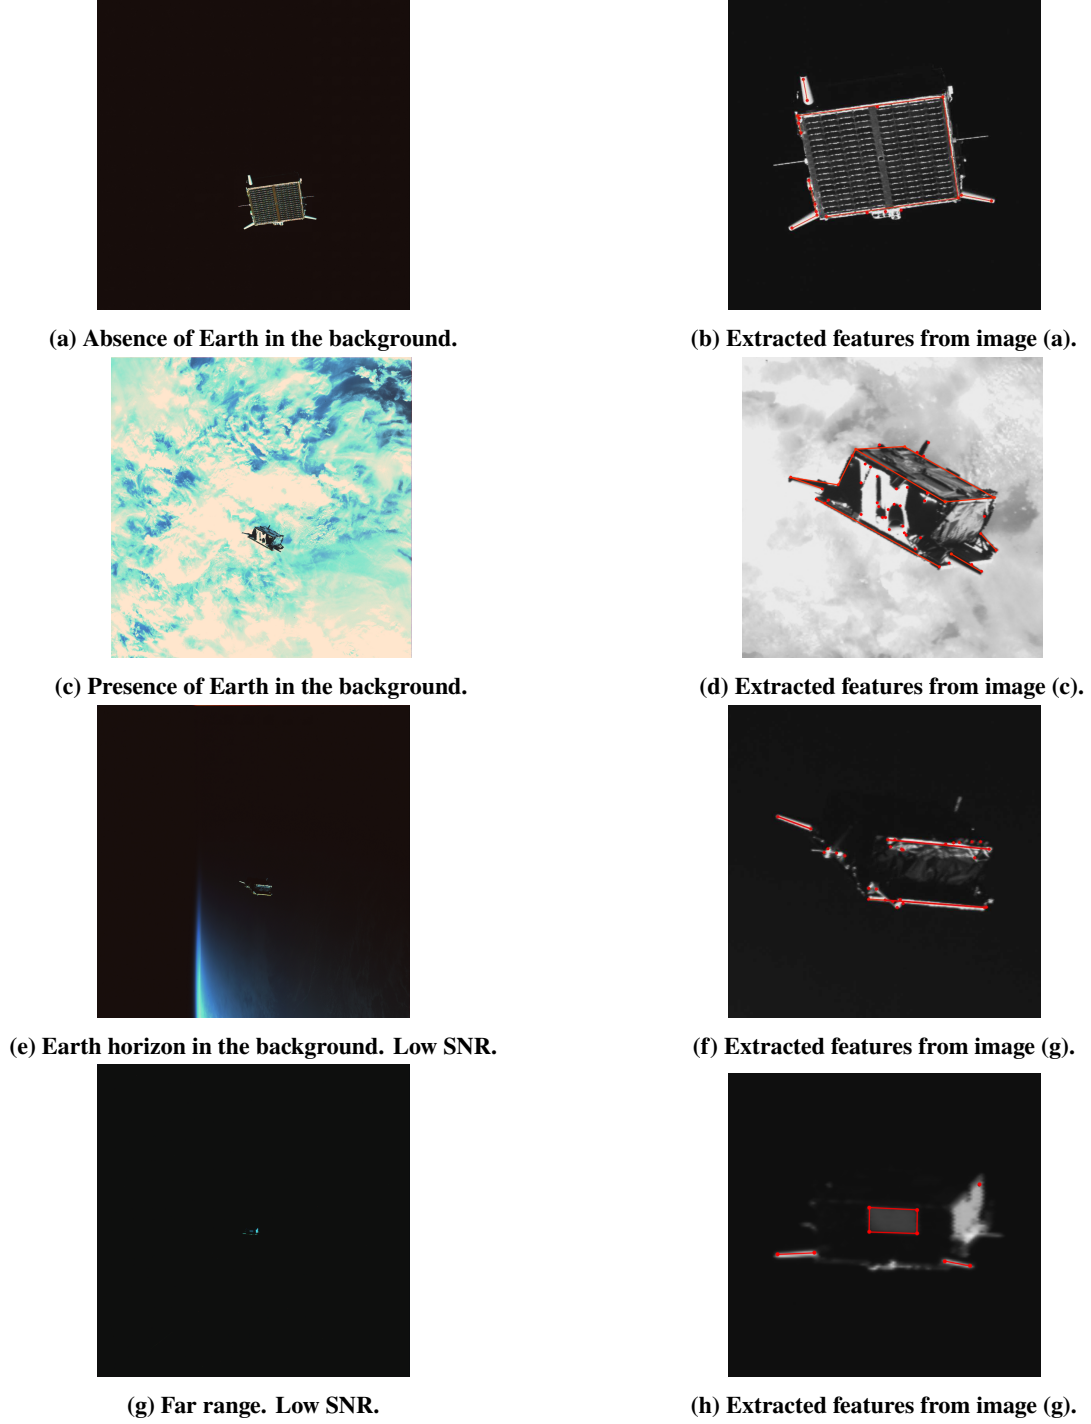 (a) Absence of Earth in the background.
(b) Extracted features from image (a).
(c) Presence of Earth in the background.
(d) Extracted features from image (c).
(e) Earth horizon in the background. Low SNR.
(f) Extracted features from image (g).
(g) Far range. Low SNR.
(h) Extracted features from image (g).